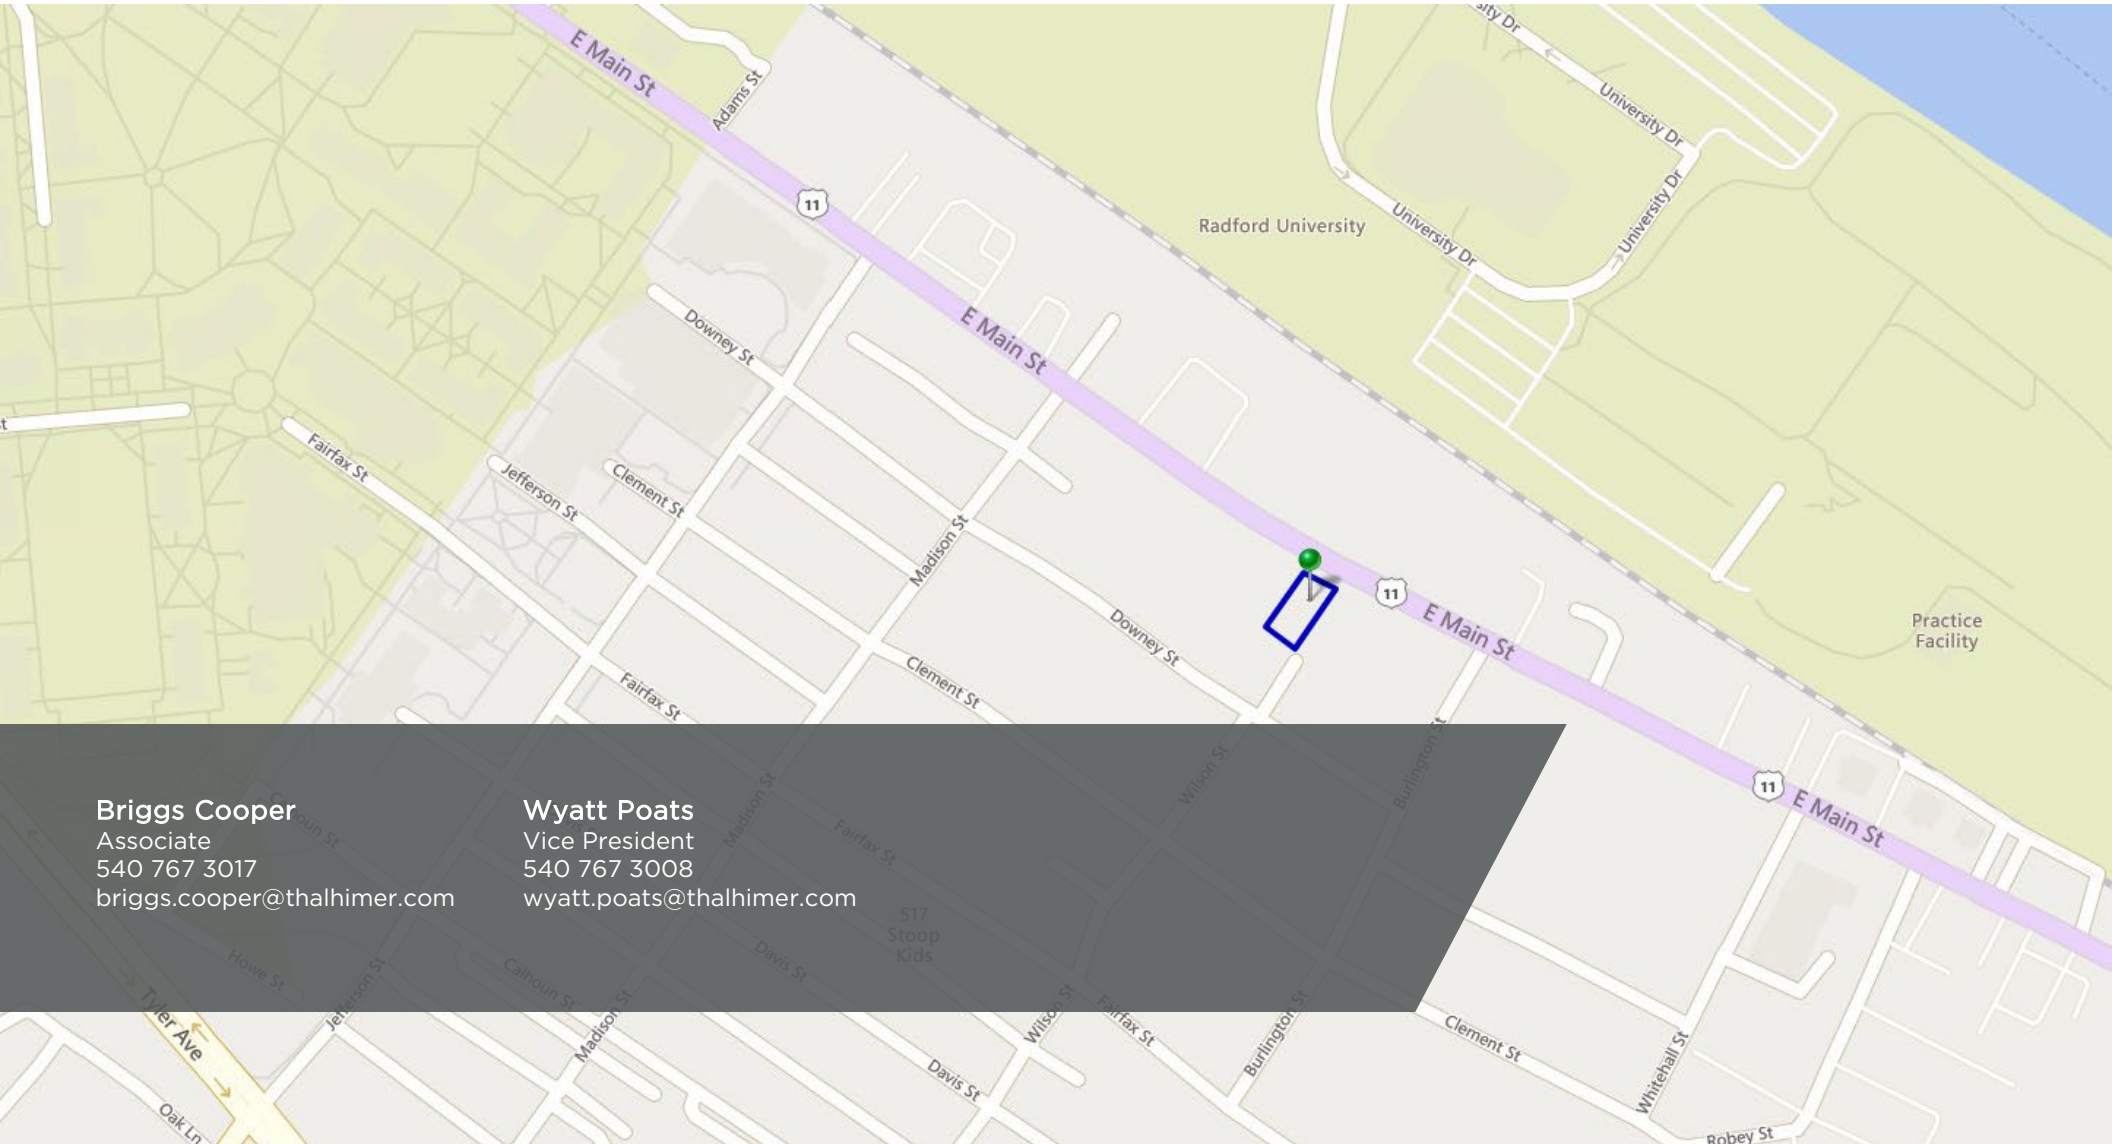 E Main St
Adams St
sity Dr
University Dr
11
Radford University
University Dr
University Dr
Downey St
E Main St
Fairfax St
Jefferson St
Clement St
Madison St
11
E Main St
Practice
Facility
Downey St
Clement St
Fairfax St
Wilson St
Burlington St
11
E Main St
Madison St
Fairfax St
Briggs Cooper
Associate
540 767 3017
briggs.cooper@thalhimer.com
Wyatt Poats
Vice President
540 767 3008
wyatt.poats@thalhimer.com
S17
Stoop
Kids
Howe St
Jefferson St
Calhoun St
Madison St
Davis St
Wilson St
Fairfax St
Burlington St
Clement St
Whitehall St
Tyler Ave
Davis St
Oak Ln
Robey St